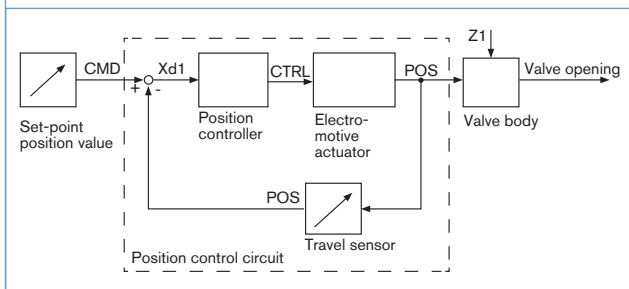 Z1
CMD
Xd1
CTRL
POS
Valve opening
+
-
Set-point
position value
Position
controller
Electro-
motive
actuator
Valve body
POS
Travel sensor
Position control circuit